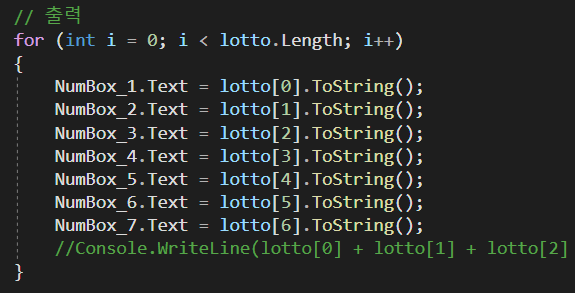 // 출력
for (int i = 0; i < lotto.Length; i++)
{
NumBox_1.Text = lotto[0].ToString();
NumBox_2.Text = lotto[1].ToString();
NumBox_3.Text = lotto[2].ToString();
NumBox_4.Text = lotto[3].ToString();
NumBox_5.Text = lotto[4].ToString();
NumBox_6.Text = lotto[5].ToString();
NumBox_7.Text = lotto[6].ToString();
//Console.WriteLine(lotto[0] + lotto[1] + lotto[2]
}